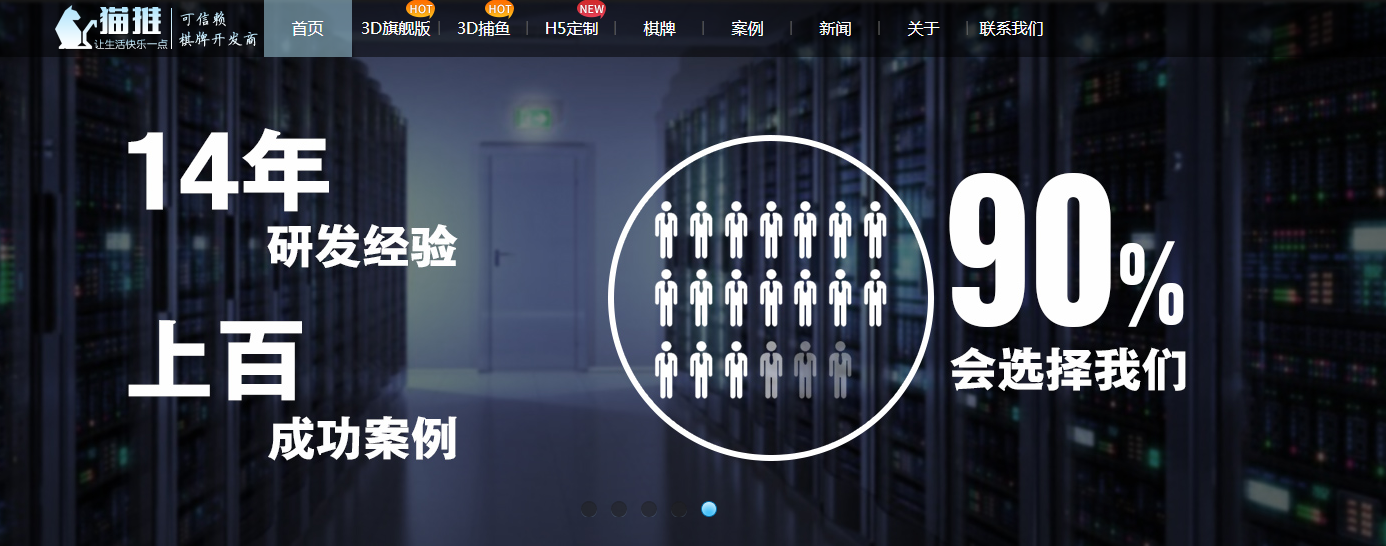 猫推
让生活快乐一点
可信赖
棋牌开发商
首页
3D旗舰版
HOT
3D捕鱼
HOT
H5定制
NEW
棋牌
案例
新闻
关于
联系我们
14年
研发经验
上百
成功案例
90%
会选择我们